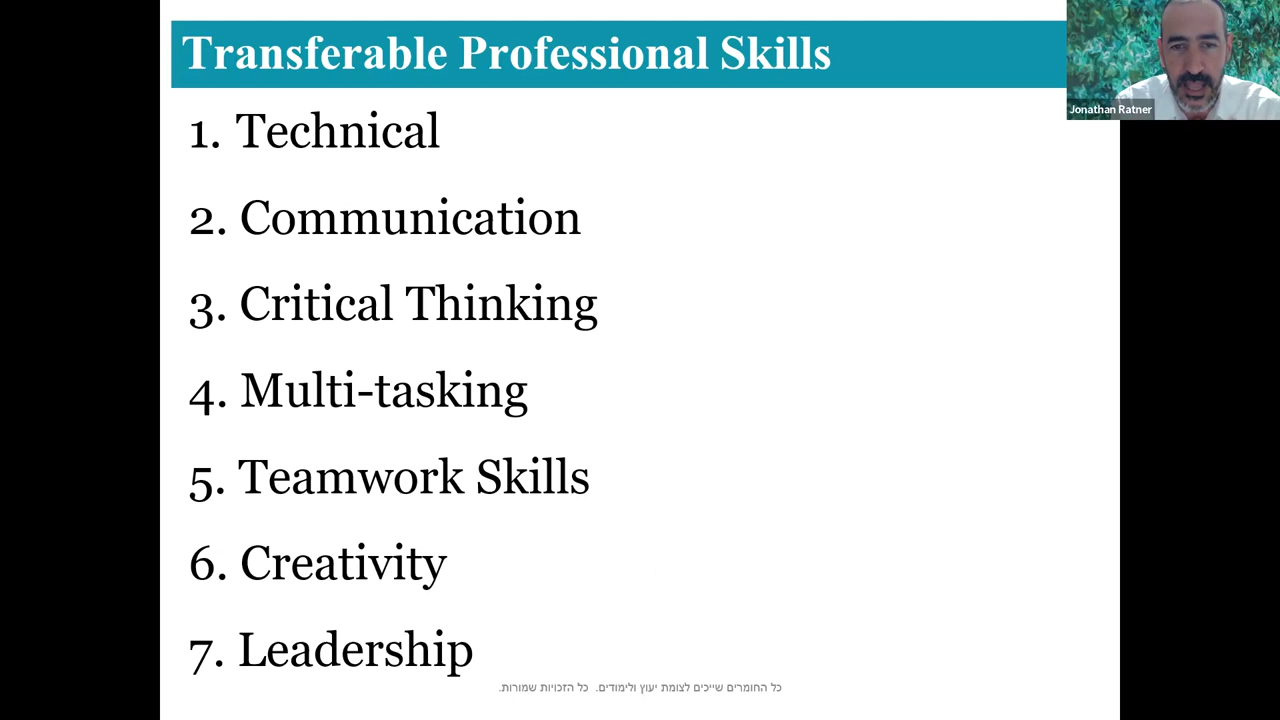 Transferable Professional Skills
Jonathan Ratner
1. Technical
2. Communication
3. Critical Thinking
4. Multi-tasking
5. Teamwork Skills
6. Creativity
7. Leadership
כל החומרים שייכים לצומת יעוץ ולימודים. כל הזכויות שמורות.